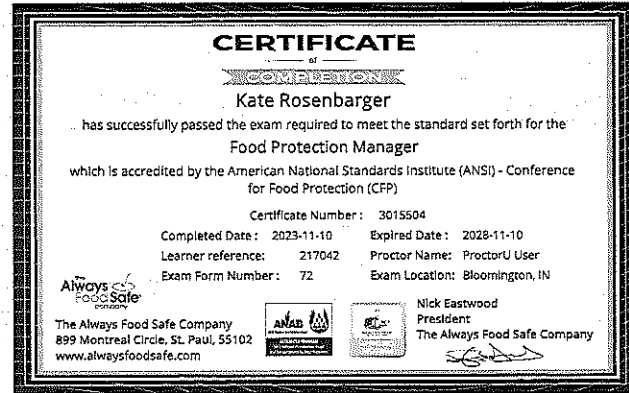 CERTIFICATE
of
COMPLETION
Kate Rosenbarger
has successfully passed the exam required to meet the standard set forth for the
Food Protection Manager
which is accredited by the American National Standards Institute (ANSI) - Conference
for Food Protection (CFP)
Certificate Number: 3015504
Completed Date: 2023-11-10 Expired Date: 2028-11-10
Learner reference: 217042 Proctor Name: ProctorU User
Exam Form Number: 72 Exam Location: Bloomington, IN
The
Always
Food Safe
company
The Always Food Safe Company
899 Montreal Circle, St. Paul, 55102
www.alwaysfoodsafe.com
ANAB
Nick Eastwood
President
The Always Food Safe Company